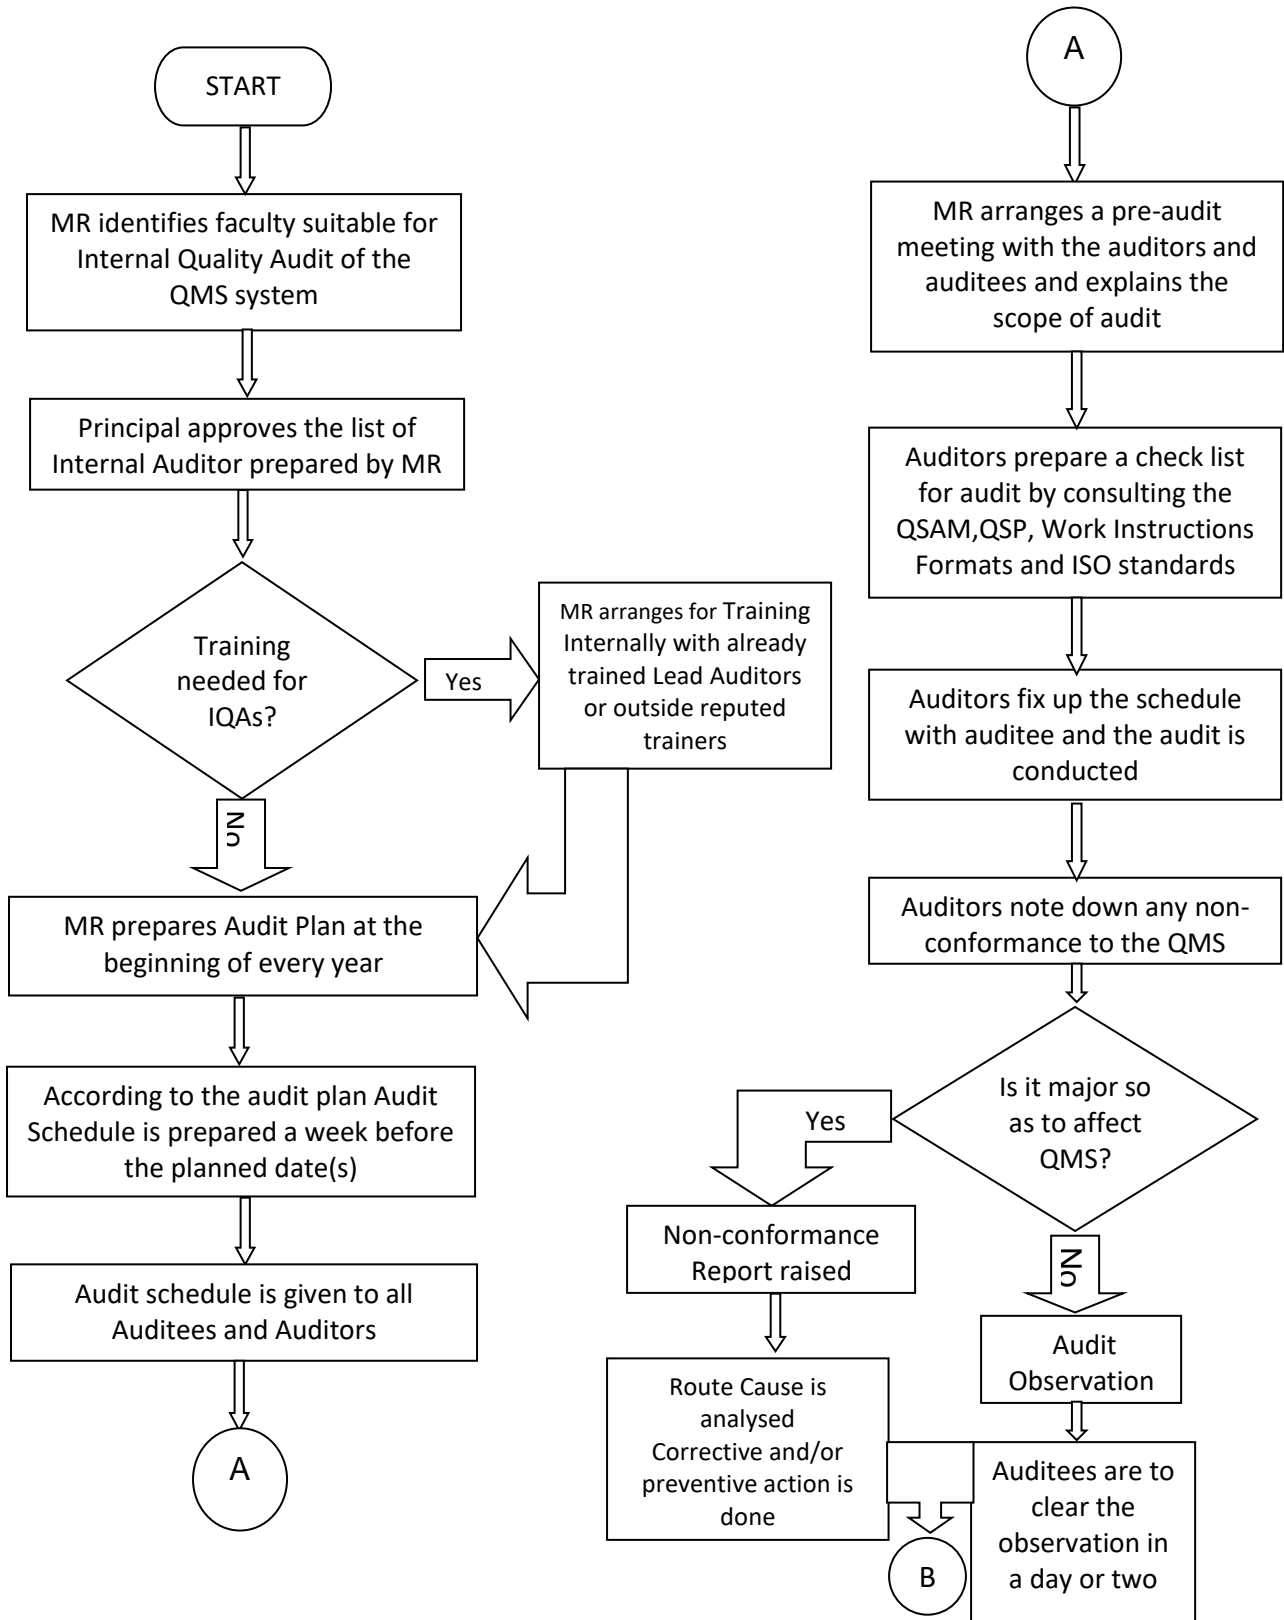 START
MR identifies faculty suitable for
Internal Quality Audit of the
QMS system
Principal approves the list of
Internal Auditor prepared by MR
Training
needed for
IQAs?
Yes
MR arranges for Training
Internally with already
trained Lead Auditors
or outside reputed
trainers
No
MR prepares Audit Plan at the
beginning of every year
According to the audit plan Audit
Schedule is prepared a week before
the planned date(s)
Audit schedule is given to all
Auditees and Auditors
A
A
MR arranges a pre-audit
meeting with the auditors and
auditees and explains the
scope of audit
Auditors prepare a check list
for audit by consulting the
QSAM,QSP, Work Instructions
Formats and ISO standards
Auditors fix up the schedule
with auditee and the audit is
conducted
Auditors note down any non-
conformance to the QMS
Is it major so
as to affect
QMS?
Yes
Non-conformance
Report raised
Route Cause is
analysed
Corrective and/or
preventive action is
done
No
Audit
Observation
Auditees are to
clear the
observation in
a day or two
B